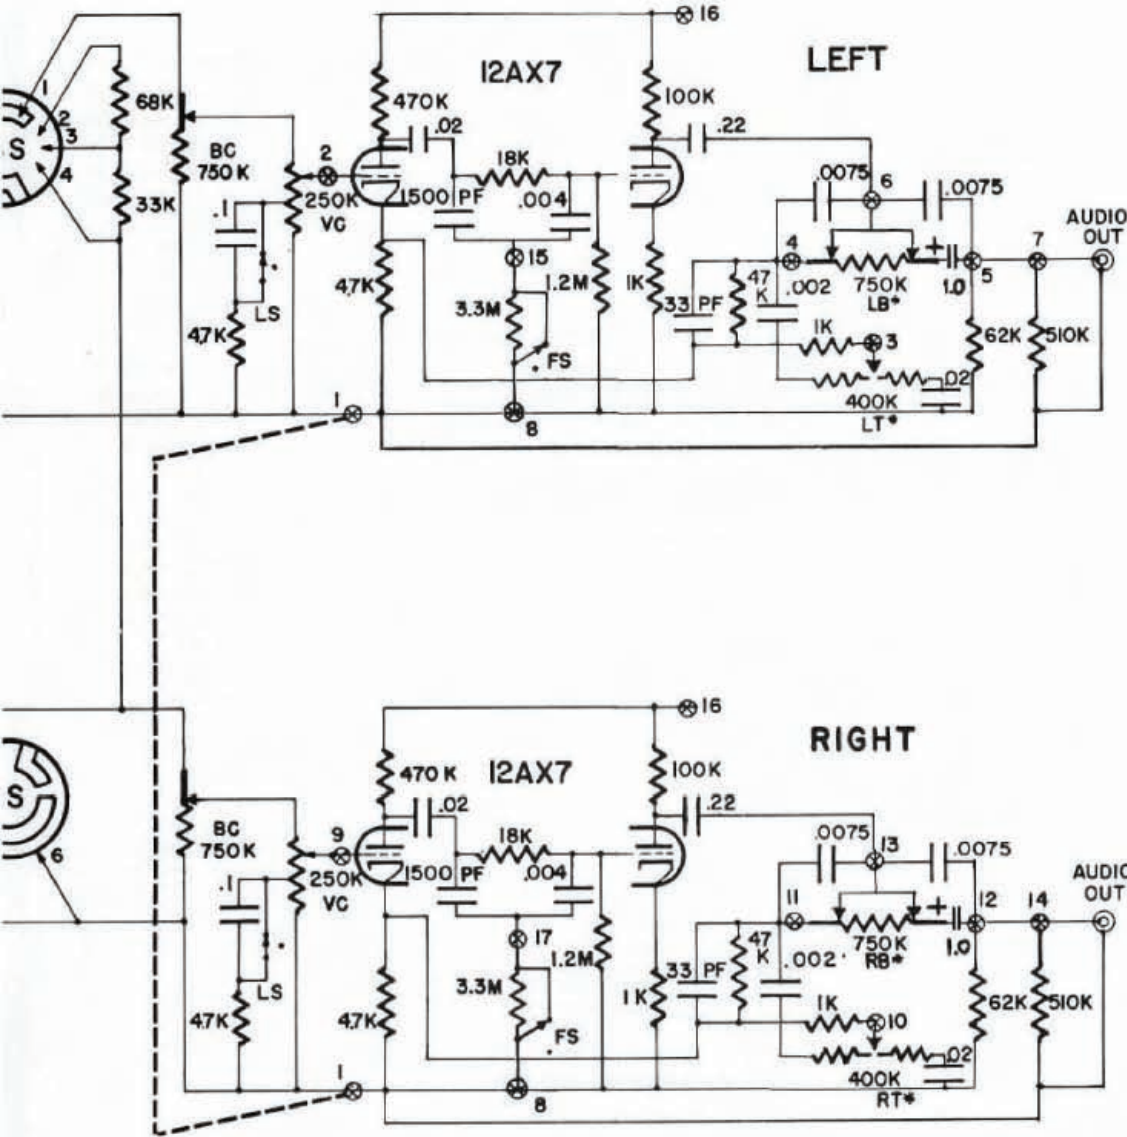 16
LEFT
12AX7
1
2
3
4
S
68K
33K
BC
750K
.1
LS
47K
2
250K
VC
470K
.02
1500 PF
18K
.004
15
47K
3.3M
FS
1.2M
1
8
100K
.22
1K
.0075
6
.0075
AUDIO
OUT
4
+
5
7
750K
LB*
1.0
47
K
.002
33 PF
1K
3
62K
510K
.02
400K
LT*
16
RIGHT
12AX7
S
6
BC
750K
.1
LS
47K
9
250K
VC
470K
.02
1500 PF
18K
.004
17
47K
3.3M
FS
1.2M
1
8
100K
.22
1K
.0075
13
.0075
AUDIO
OUT
11
+
12
14
750K
RB*
1.0
47
K
.002
33 PF
1K
10
62K
510K
.02
400K
RT*